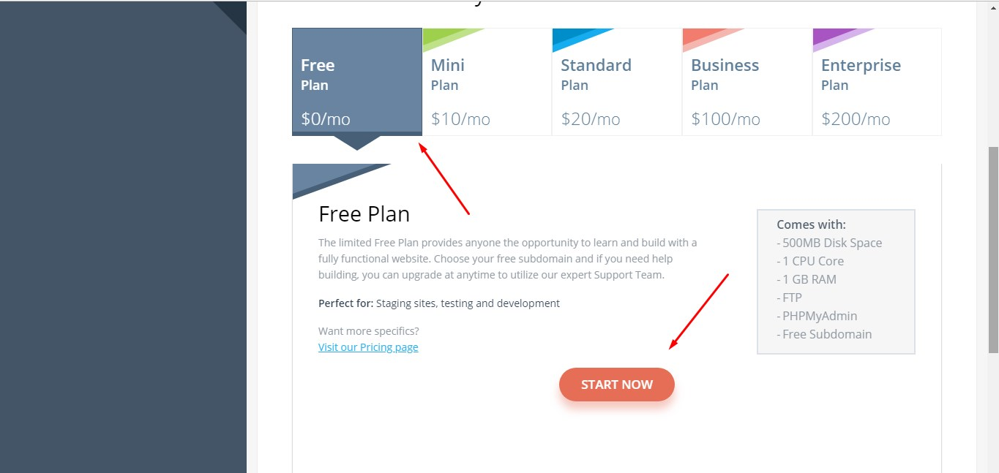 Free
Plan
$0/mo
Mini
Plan
$10/mo
Standard
Plan
$20/mo
Business
Plan
$100/mo
Enterprise
Plan
$200/mo
Free Plan
The limited Free Plan provides anyone the opportunity to learn and build with a
fully functional website. Choose your free subdomain and if you need help
building, you can upgrade at anytime to utilize our expert Support Team.
Perfect for: Staging sites, testing and development
Want more specifics?
Visit our Pricing page
Comes with:
- 500MB Disk Space
- 1 CPU Core
- 1 GB RAM
- FTP
- PHPMyAdmin
- Free Subdomain
START NOW